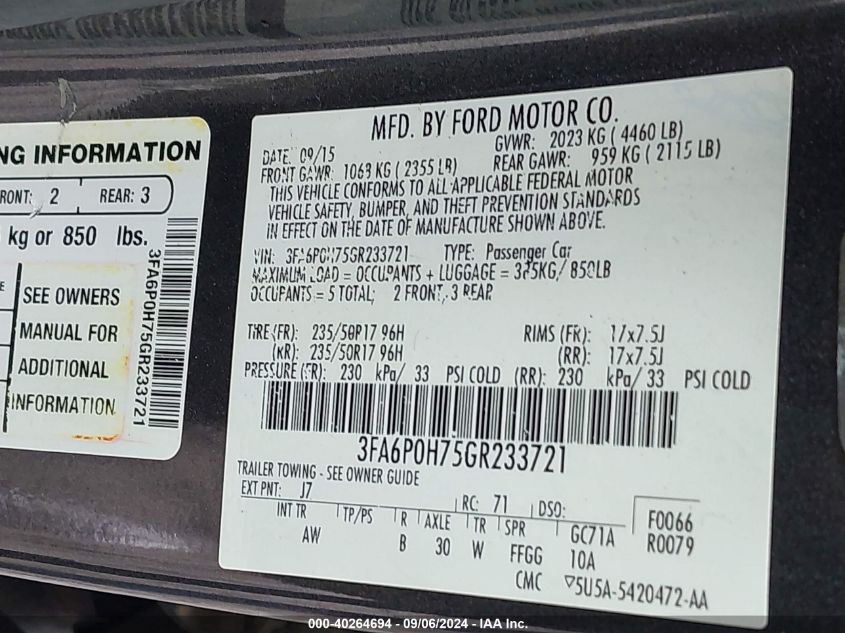 NG INFORMATION
RONT: 2 REAR: 3
kg or 850 lbs.
E
SEE OWNERS
MANUAL FOR
ADDITIONAL
INFORMATION
3FA6P0H75GR233721
MFD. BY FORD MOTOR CO.
DATE: 09/15 GVWR: 2023 KG ( 4460 LB)
FRONT GAWR: 1068 KG ( 2355 LB) REAR GAWR: 959 KG ( 2115 LB)
THIS VEHICLE CONFORMS TO ALL APPLICABLE FEDERAL MOTOR
VEHICLE SAFETY, BUMPER, AND THEFT PREVENTION STANDARDS
IN EFFECT ON THE DATE OF MANUFACTURE SHOWN ABOVE.
VIN: 3FA6P0H75GR233721 TYPE: Passenger Car
MAXIMUM LOAD = OCCUPANTS + LUGGAGE = 385KG/ 850LB
OCCUPANTS = 5 TOTAL; 2 FRONT, 3 REAR
TIRE (FR): 235/50R17 96H RIMS (FR): 17x7.5J
(RR): 235/50R17 96H (RR): 17x7.5J
PRESSURE (FR): 230 kPa/ 33 PSI COLD (RR): 230 kPa/ 33 PSI COLD
3FA6P0H75GR233721
TRAILER TOWING - SEE OWNER GUIDE
EXT PNT: J7 RC: 71 DSO:
INT TR TP/PS R AXLE TR SPR GC71A F0066
AW B 30 W FFGG 10A R0079
CMC ▽5U5A-5420472-AA
000- 40264694 - 09/06/2024 - IAA Inc.